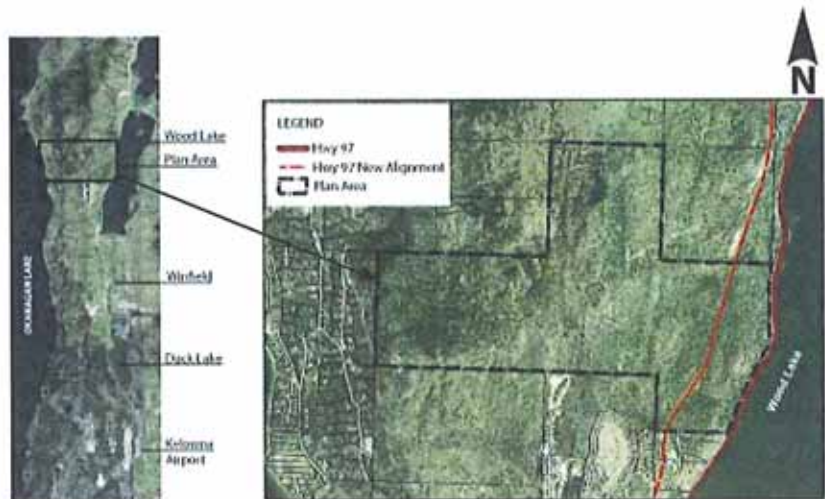 N
Wood Lake
Plan Area
OKANAGAN LAKE
Winfield
Duck Lake
Kelowna
Airport
LEGEND
Hwy 97
Hwy 97 New Alignment
Plan Area
Wood Lake